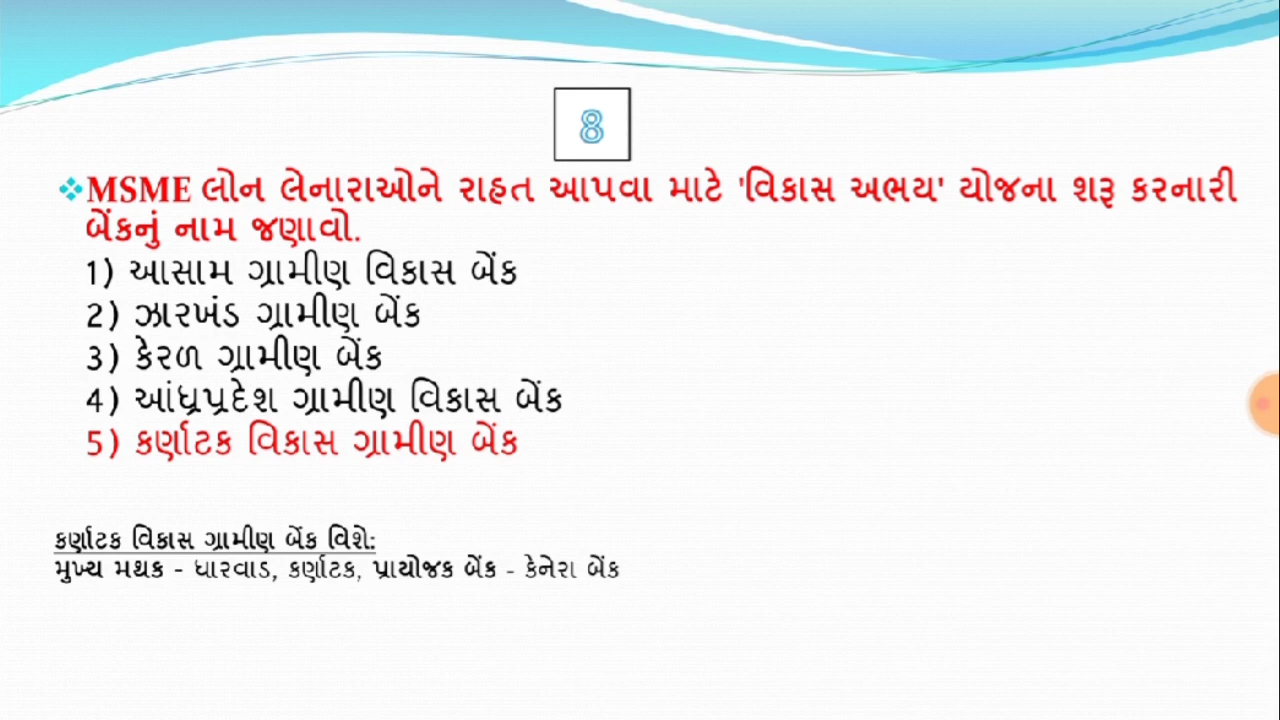 8
❖MSME લોન લેનારાઓને રાહત આપવા માટે 'વિકાસ અભય' યોજના શરૂ કરનારી
બેંકનું નામ જણાવો.
1) આસામ ગ્રામીણ વિકાસ બેંક
2) ઝારખંડ ગ્રામીણ બેંક
3) કેરળ ગ્રામીણ બેંક
4) આંધ્રપ્રદેશ ગ્રામીણ વિકાસ બેંક
5) કર્ણાટક વિકાસ ગ્રામીણ બેંક
કર્ણાટક વિકાસ ગ્રામીણ બેંક વિશે:
મુખ્ય મથક - ધારવાડ, કર્ણાટક, પ્રાયોજક બેંક - કેનેરા બેંક